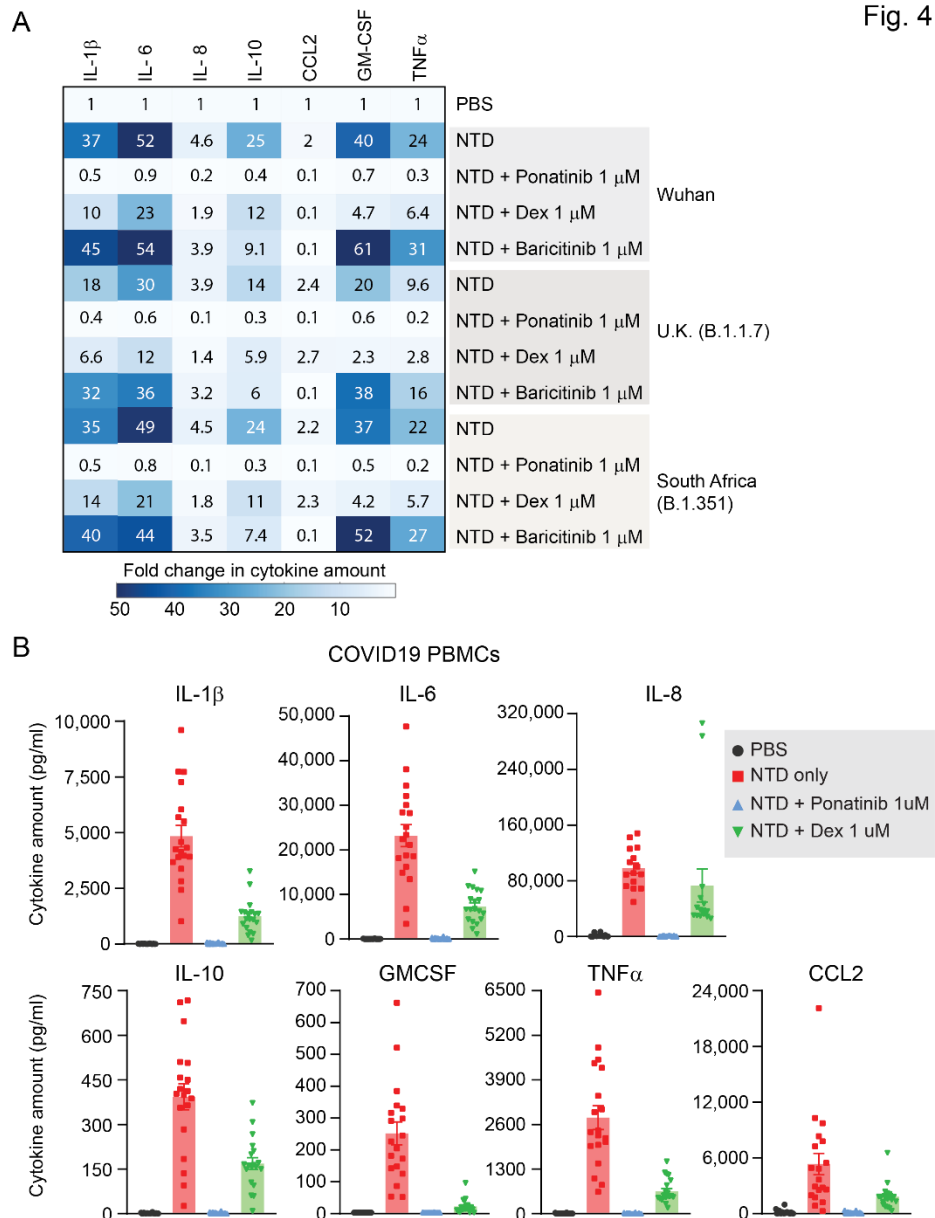 Fig. 4
A
IL-1β IL- 6 IL- 8 IL-10 CCL2 GM-CSF TNFα
1 1 1 1 1 1 1 PBS
37 52 4.6 25 2 40 24 NTD
0.5 0.9 0.2 0.4 0.1 0.7 0.3 NTD + Ponatinib 1 μM
Wuhan
10 23 1.9 12 0.1 4.7 6.4 NTD + Dex 1 μM
45 54 3.9 9.1 0.1 61 31 NTD + Baricitinib 1 μM
18 30 3.9 14 2.4 20 9.6 NTD
0.4 0.6 0.1 0.3 0.1 0.6 0.2 NTD + Ponatinib 1 μM
U.K. (B.1.1.7)
6.6 12 1.4 5.9 2.7 2.3 2.8 NTD + Dex 1 μM
32 36 3.2 6 0.1 38 16 NTD + Baricitinib 1 μM
35 49 4.5 24 2.2 37 22 NTD
0.5 0.8 0.1 0.3 0.1 0.5 0.2 NTD + Ponatinib 1 μM
South Africa
(B.1.351)
14 21 1.8 11 2.3 4.2 5.7 NTD + Dex 1 μM
40 44 3.5 7.4 0.1 52 27 NTD + Baricitinib 1 μM
Fold change in cytokine amount
50 40 30 20 10
B
COVID19 PBMCs
IL-1β
Cytokine amount (pg/ml)
10,000
7,500
5,000
2,500
0
IL-6
50,000
40,000
30,000
20,000
10,000
0
IL-8
320,000
240,000
160,000
80,000
0
PBS
NTD only
NTD + Ponatinib 1uM
NTD + Dex 1 uM
IL-10
Cytokine amount (pg/ml)
750
600
450
300
150
0
GMCSF
700
600
500
400
300
200
100
0
TNFα
6500
5200
3900
2600
1300
0
CCL2
24,000
18,000
12,000
6,000
0